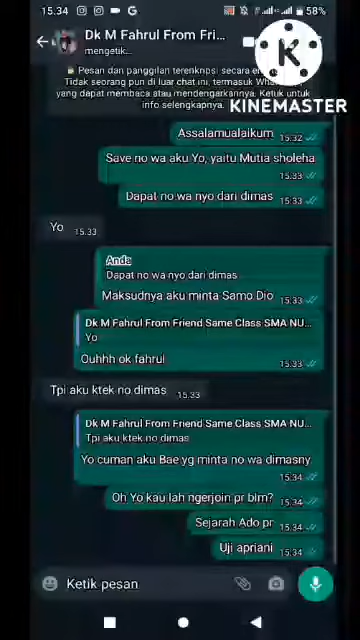 15.34
58%
Dk M Fahrul From Frie...
mengetik...
Pesan dan panggilan terenkripsi secara
Tidak seorang pun di luar chat ini, termasuk
yang dapat membaca atau mendengarkannya. Ketuk untuk
info selengkapnya.
K
KINEMASTER
Assalamualaikum 15.32
Save no wa aku Yo, yaitu Mutia sholeha
15.33
Dapat no wa nyo dari dimas 15.33
Yo 15.33
Anda
Dapat no wa nyo dari dimas
Maksudnya aku minta Samo Dio 15.33
Dk M Fahrul From Friend Same Class SMA NU...
Yo
Ouhhh ok fahrul 15.33
Tpi aku ktek no dimas 15.33
Dk M Fahrul From Friend Same Class SMA NU...
Tpi aku ktek no dimas
Yo cuman aku Bae yg minta no wa dimasny
15.34
Oh Yo kau lah ngerjoin pr blm? 15.34
Sejarah Ado pr 15.34
Uji apriani 15.34
Ketik pesan